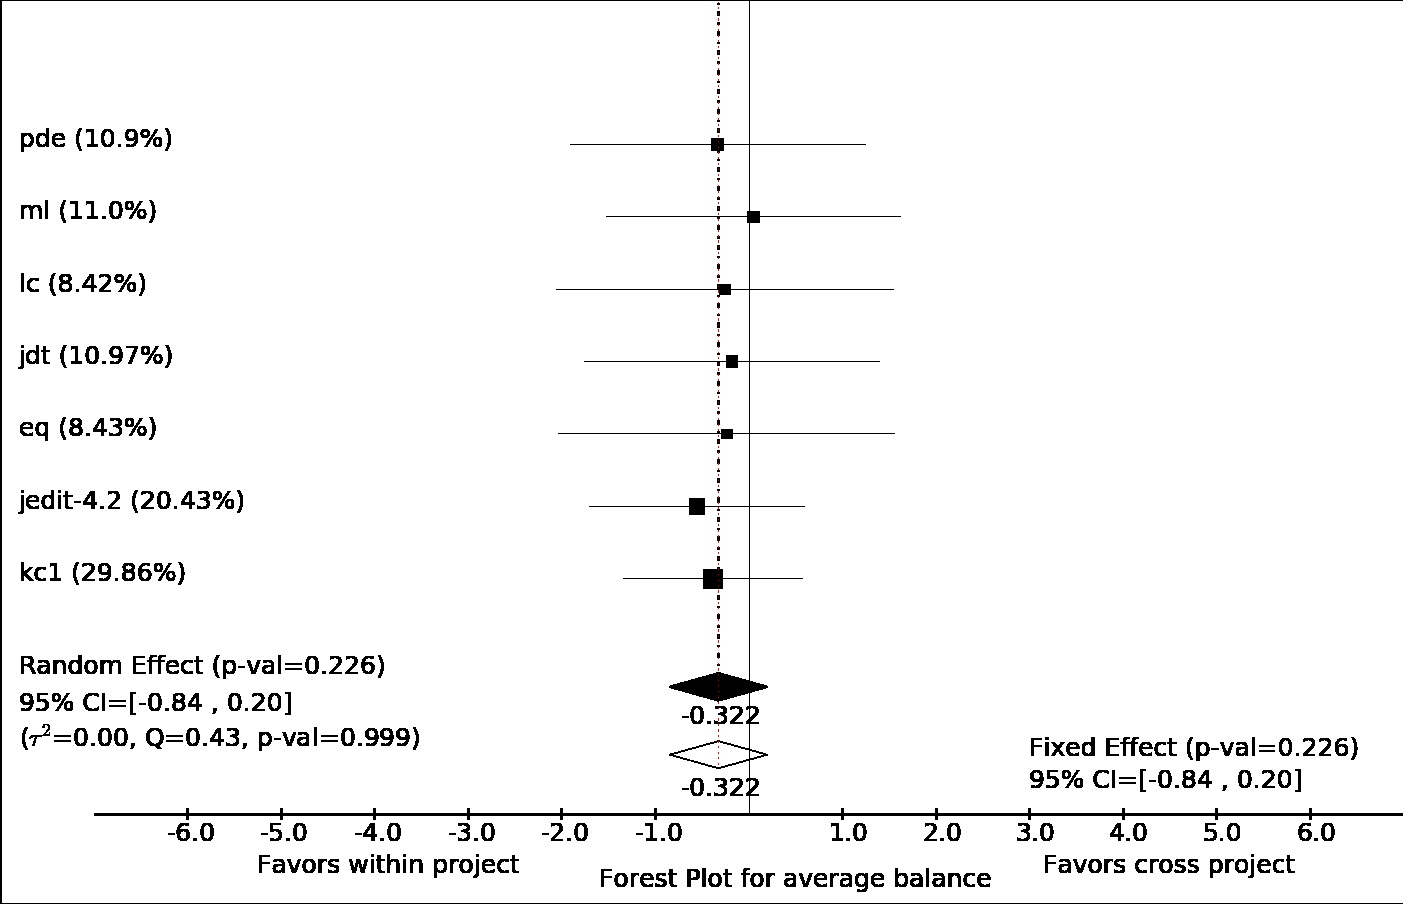 pde (10.9%)
ml (11.0%)
lc (8.42%)
jdt (10.97%)
eq (8.43%)
jedit-4.2 (20.43%)
kc1 (29.86%)
Random Effect (p-val=0.226)
95% CI=[-0.84 , 0.20]
(τ²=0.00, Q=0.43, p-val=0.999)
-0.322
-0.322
Fixed Effect (p-val=0.226)
95% CI=[-0.84 , 0.20]
-6.0 -5.0 -4.0 -3.0 -2.0 -1.0 1.0 2.0 3.0 4.0 5.0 6.0
Favors within project
Favors cross project
Forest Plot for average balance